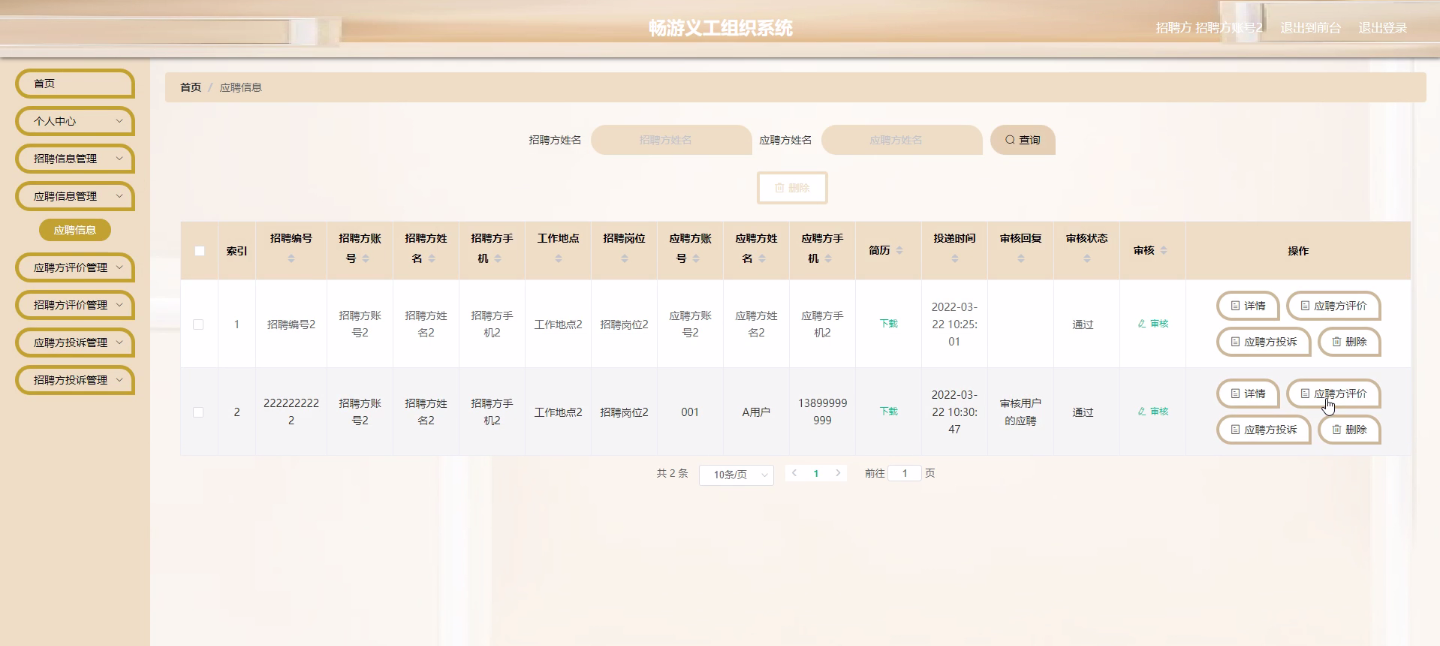 畅游义工组织系统
招聘方 招聘方账号2 退出到前台 退出登录
首页
个人中心
招聘信息管理
应聘信息管理
应聘信息
应聘方评价管理
招聘方评价管理
应聘方投诉管理
招聘方投诉管理
首页 / 应聘信息
招聘方姓名 招聘方姓名 应聘方姓名 应聘方姓名 查询
删除
索引 招聘编号 招聘方账号 招聘方姓名 招聘方手机 工作地点 招聘岗位 应聘方账号 应聘方姓名 应聘方手机 简历 投递时间 审核回复 审核状态 审核 操作
1 招聘编号2 招聘方账号2 招聘方姓名2 招聘方手机2 工作地点2 招聘岗位2 应聘方账号2 应聘方姓名2 应聘方手机2 下载 2022-03-22 10:25:01 通过 审核 详情 应聘方评价 应聘方投诉 删除
2 2222222222 招聘方账号2 招聘方姓名2 招聘方手机2 工作地点2 招聘岗位2 001 A用户 13899999999 下载 2022-03-22 10:30:47 审核用户的应聘 通过 审核 详情 应聘方评价 应聘方投诉 删除
共 2 条 10条/页 1 前往 1 页